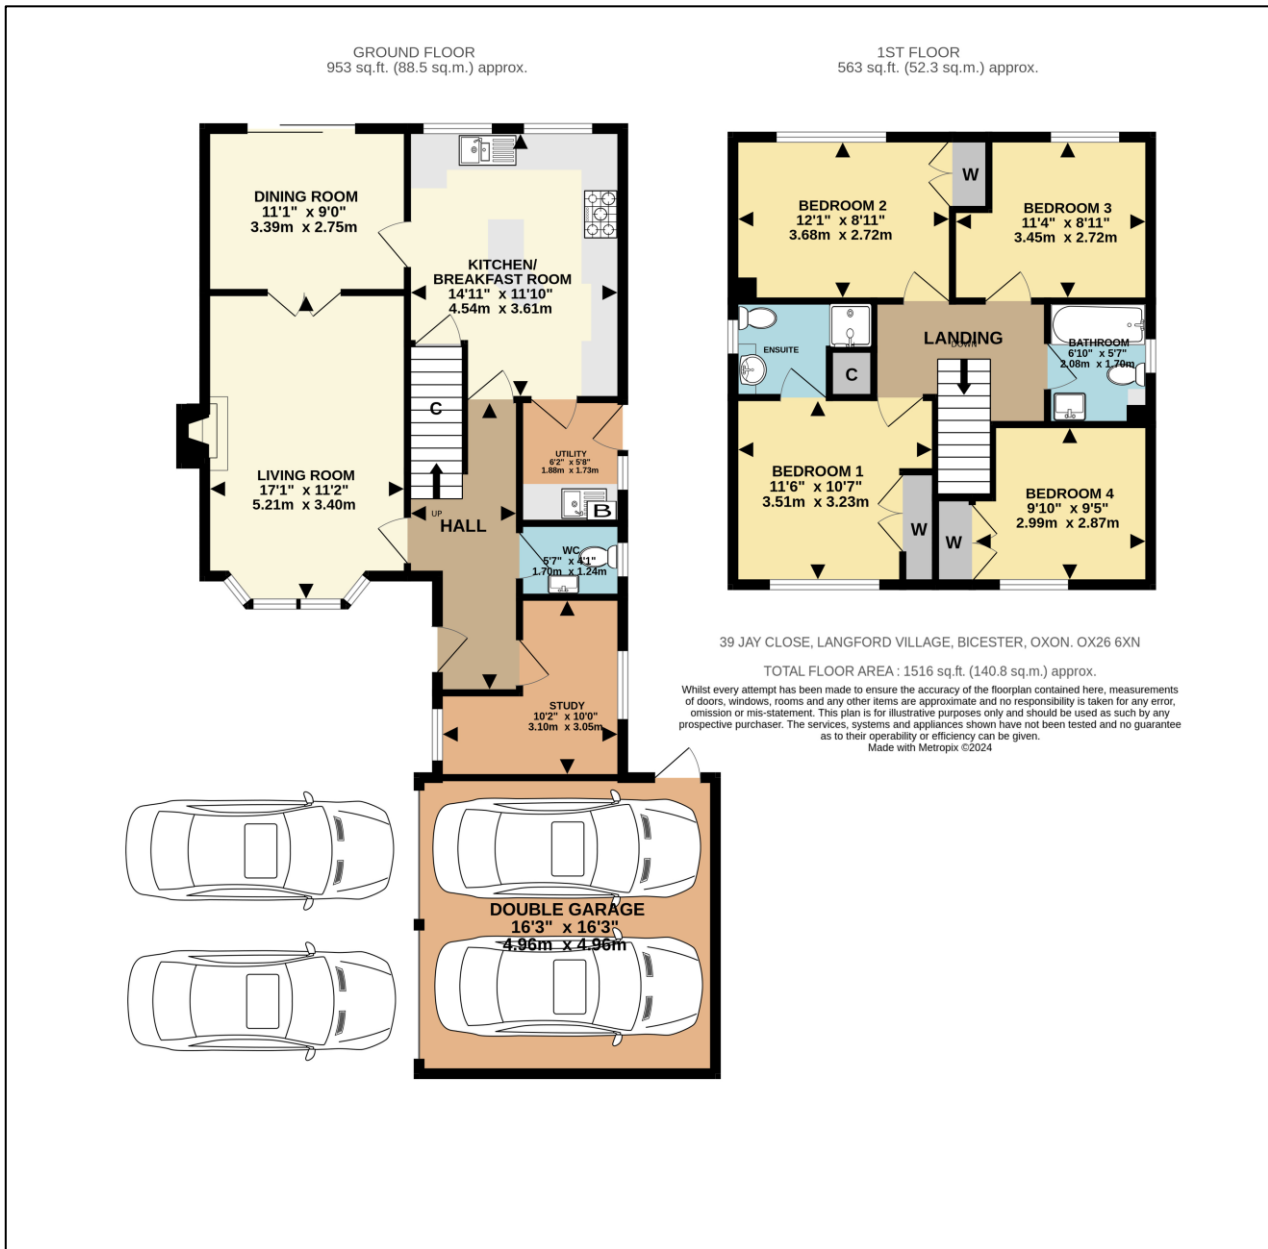 GROUND FLOOR
953 sq.ft. (88.5 sq.m.) approx.
DINING ROOM
11'1" x 9'0"
3.39m x 2.75m
KITCHEN/
BREAKFAST ROOM
14'11" x 11'10"
4.54m x 3.61m
LIVING ROOM
17'1" x 11'2"
5.21m x 3.40m
C
UP
HALL
UTILITY
6'2" x 5'8"
1.88m x 1.73m
B
WC
5'7" x 4'1"
1.70m x 1.24m
STUDY
10'2" x 10'0"
3.10m x 3.05m
DOUBLE GARAGE
16'3" x 16'3"
4.96m x 4.96m
1ST FLOOR
563 sq.ft. (52.3 sq.m.) approx.
BEDROOM 2
12'1" x 8'11"
3.68m x 2.72m
W
BEDROOM 3
11'4" x 8'11"
3.45m x 2.72m
ENSUITE
C
LANDING
DOWN
BATHROOM
6'10" x 5'7"
2.08m x 1.70m
BEDROOM 1
11'6" x 10'7"
3.51m x 3.23m
W
W
BEDROOM 4
9'10" x 9'5"
2.99m x 2.87m
39 JAY CLOSE, LANGFORD VILLAGE, BICESTER, OXON. OX26 6XN
TOTAL FLOOR AREA : 1516 sq.ft. (140.8 sq.m.) approx.
Whilst every attempt has been made to ensure the accuracy of the floorplan contained here, measurements
of doors, windows, rooms and any other items are approximate and no responsibility is taken for any error,
omission or mis-statement. This plan is for illustrative purposes only and should be used as such by any
prospective purchaser. The services, systems and appliances shown have not been tested and no guarantee
as to their operability or efficiency can be given.
Made with Metropix ©2024